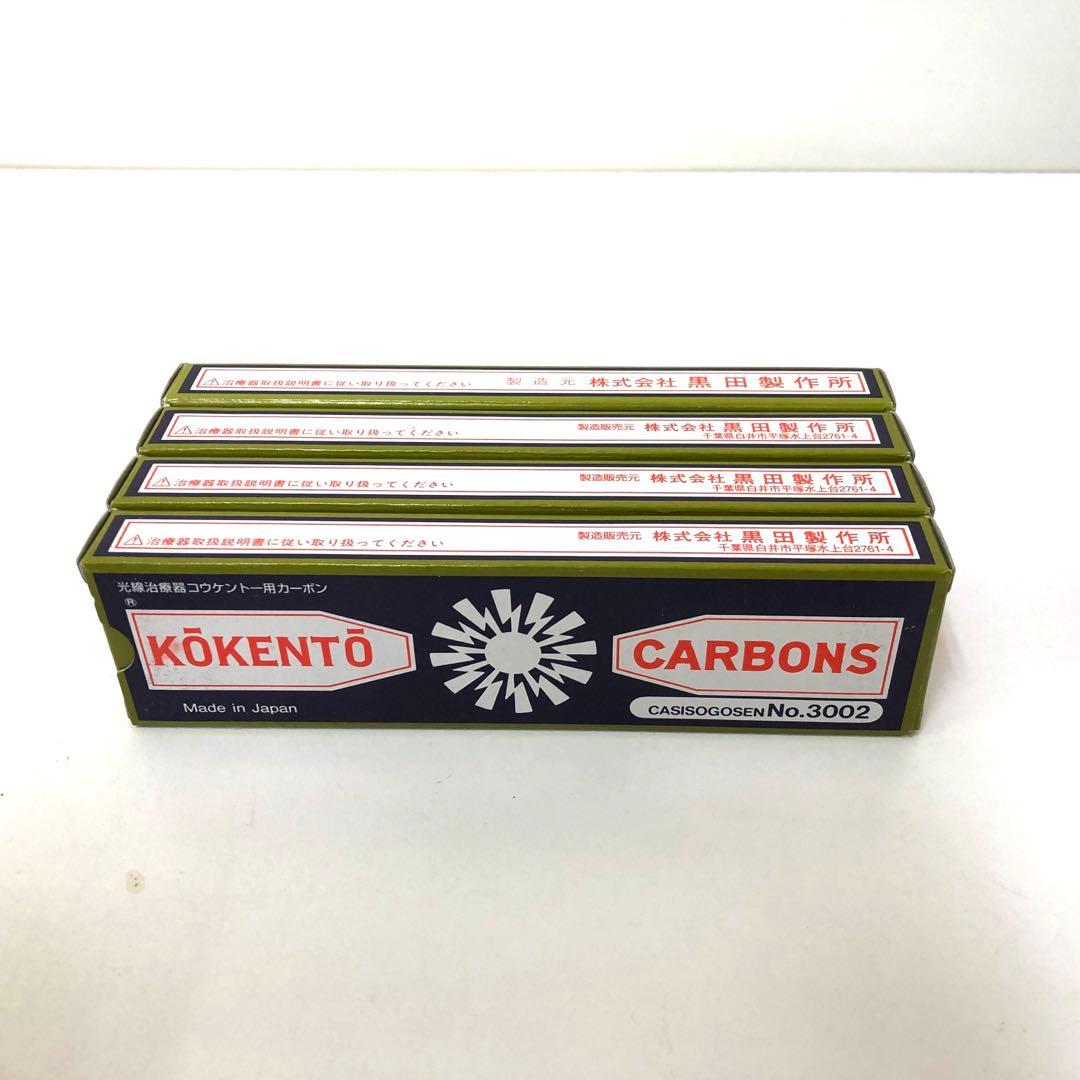 ⚠治療器取扱説明書に従い取り扱ってください 製造元 株式会社 黒田製作所
⚠治療器取扱説明書に従い取り扱ってください 製造販売元 株式会社 黒田製作所
千葉県白井市平塚水上台2761-4
⚠治療器取扱説明書に従い取り扱ってください 製造販売元 株式会社 黒田製作所
千葉県白井市平塚水上台2761-4
⚠治療器取扱説明書に従い取り扱ってください 製造販売元 株式会社 黒田製作所
千葉県白井市平塚水上台2761-4
光線治療器コウケントー用カーボン
®
KŌKENTŌ CARBONS
Made in Japan CASISOGOSEN No.3002